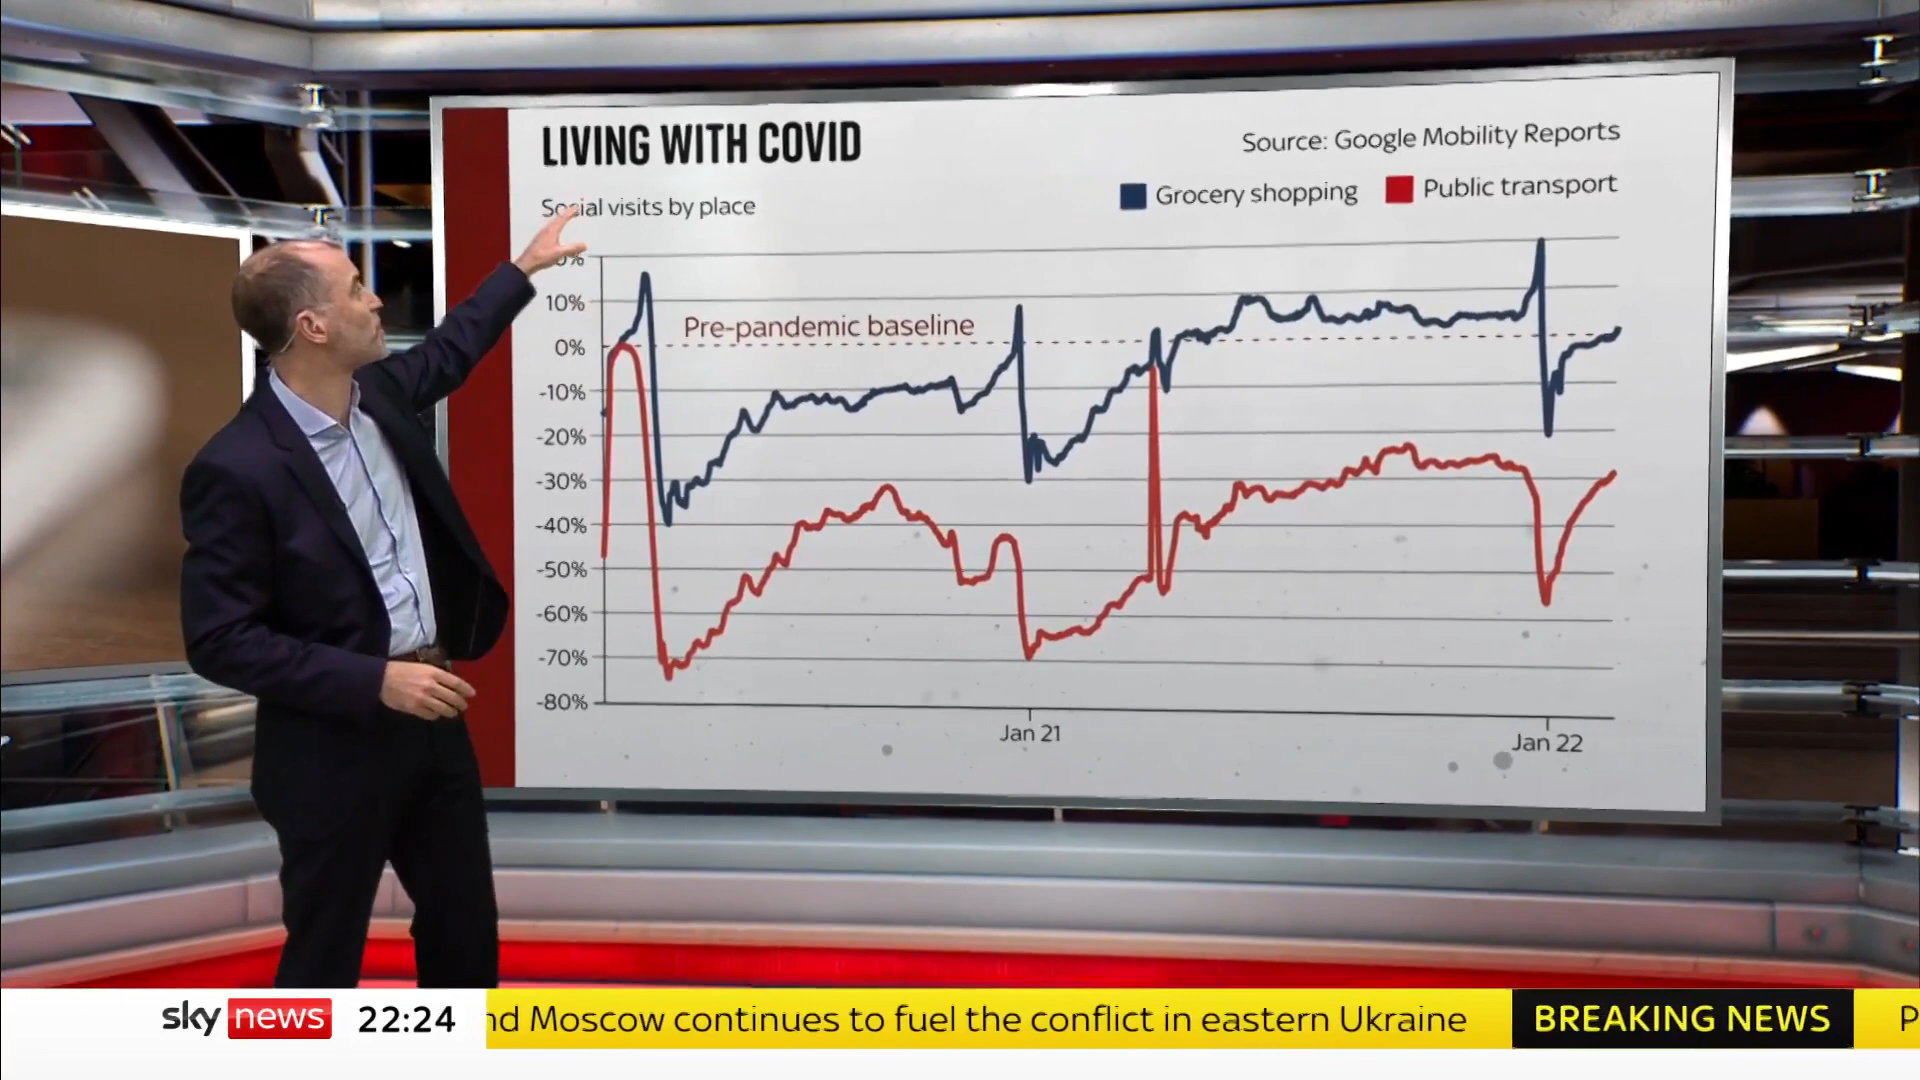 LIVING WITH COVID
Source: Google Mobility Reports
Social visits by place
Grocery shopping
Public transport
10%
Pre-pandemic baseline
0%
-10%
-20%
-30%
-40%
-50%
-60%
-70%
-80%
Jan 21
Jan 22
sky news 22:24
Moscow continues to fuel the conflict in eastern Ukraine
BREAKING NEWS